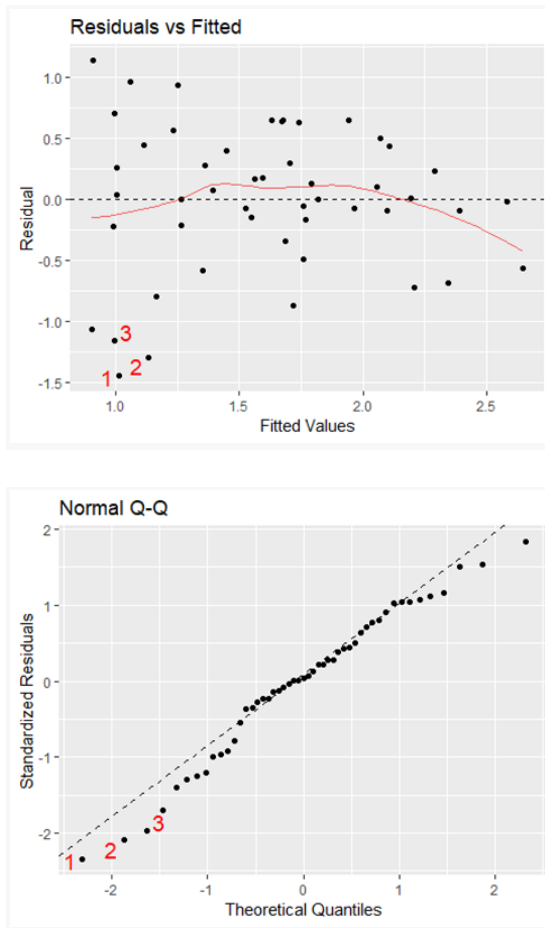 Residuals vs Fitted
1.0
0.5
0.0
-0.5
-1.0
-1.5
Residual
3
2
1
1.0 1.5 2.0 2.5
Fitted Values
Normal Q-Q
2
1
0
-1
-2
Standardized Residuals
3
2
1
-2 -1 0 1 2
Theoretical Quantiles